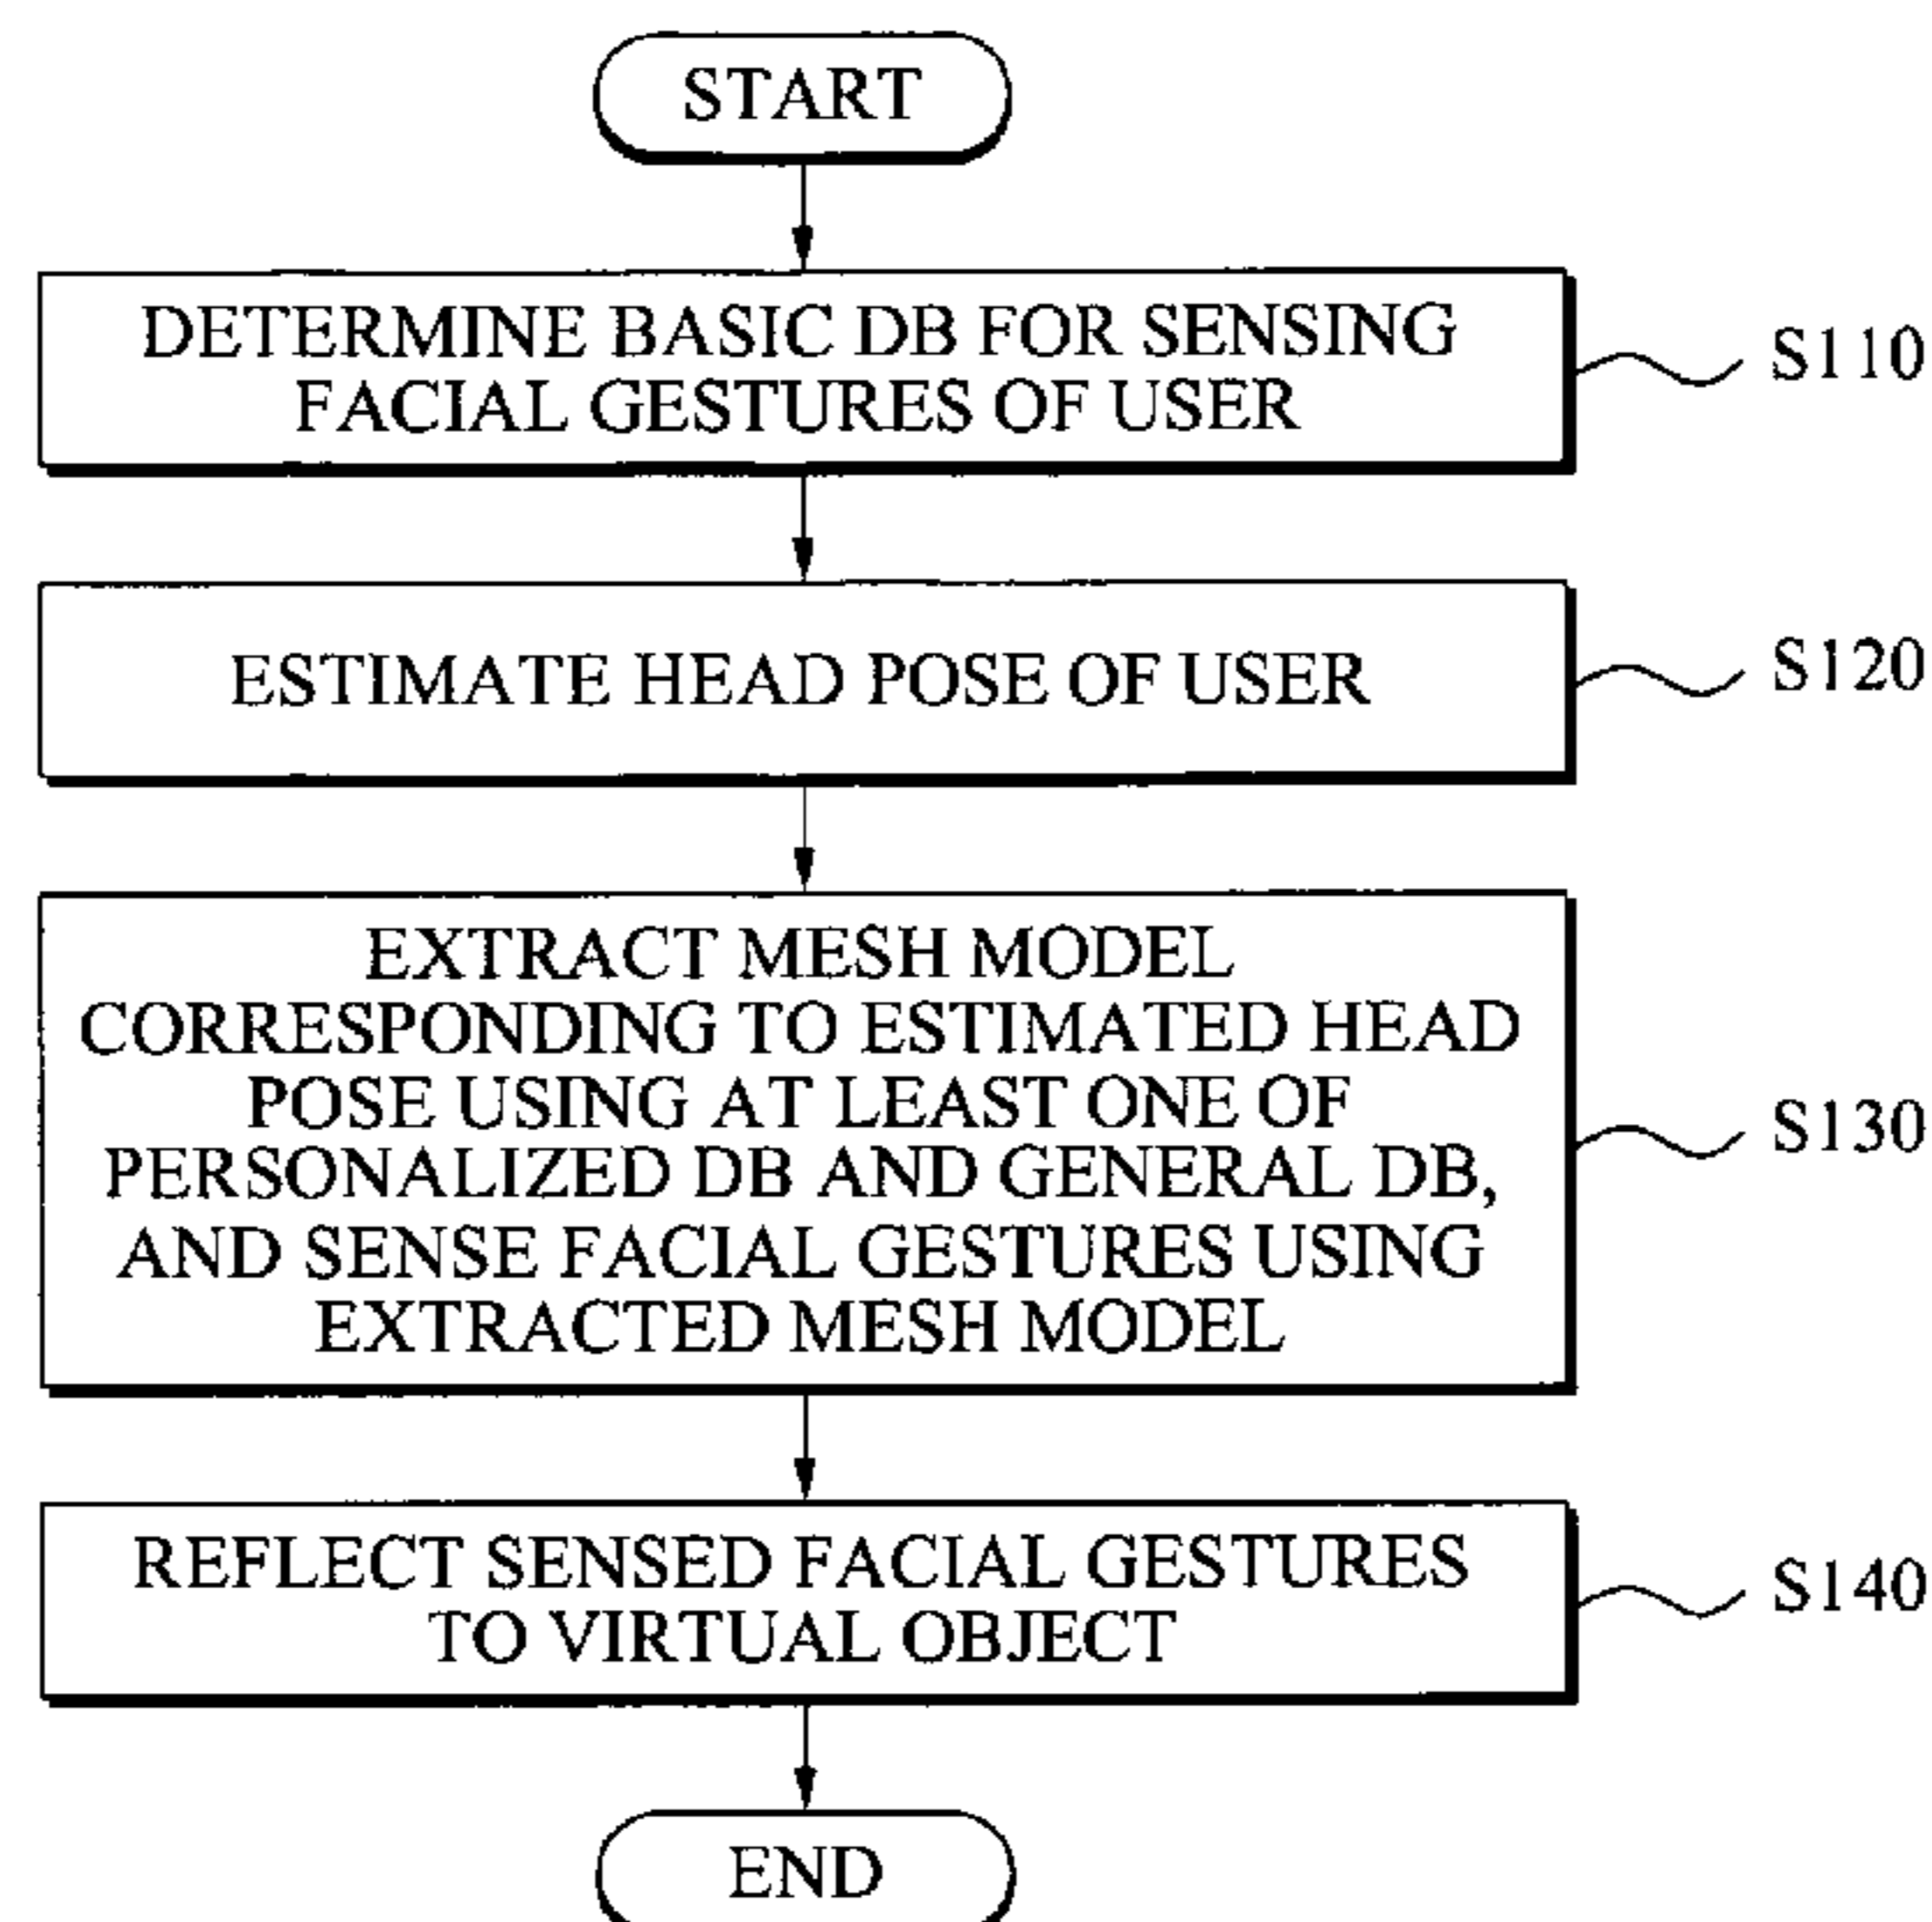 START
DETERMINE BASIC DB FOR SENSING
FACIAL GESTURES OF USER
S110
ESTIMATE HEAD POSE OF USER
S120
EXTRACT MESH MODEL
CORRESPONDING TO ESTIMATED HEAD
POSE USING AT LEAST ONE OF
PERSONALIZED DB AND GENERAL DB,
AND SENSE FACIAL GESTURES USING
EXTRACTED MESH MODEL
S130
REFLECT SENSED FACIAL GESTURES
TO VIRTUAL OBJECT
S140
END